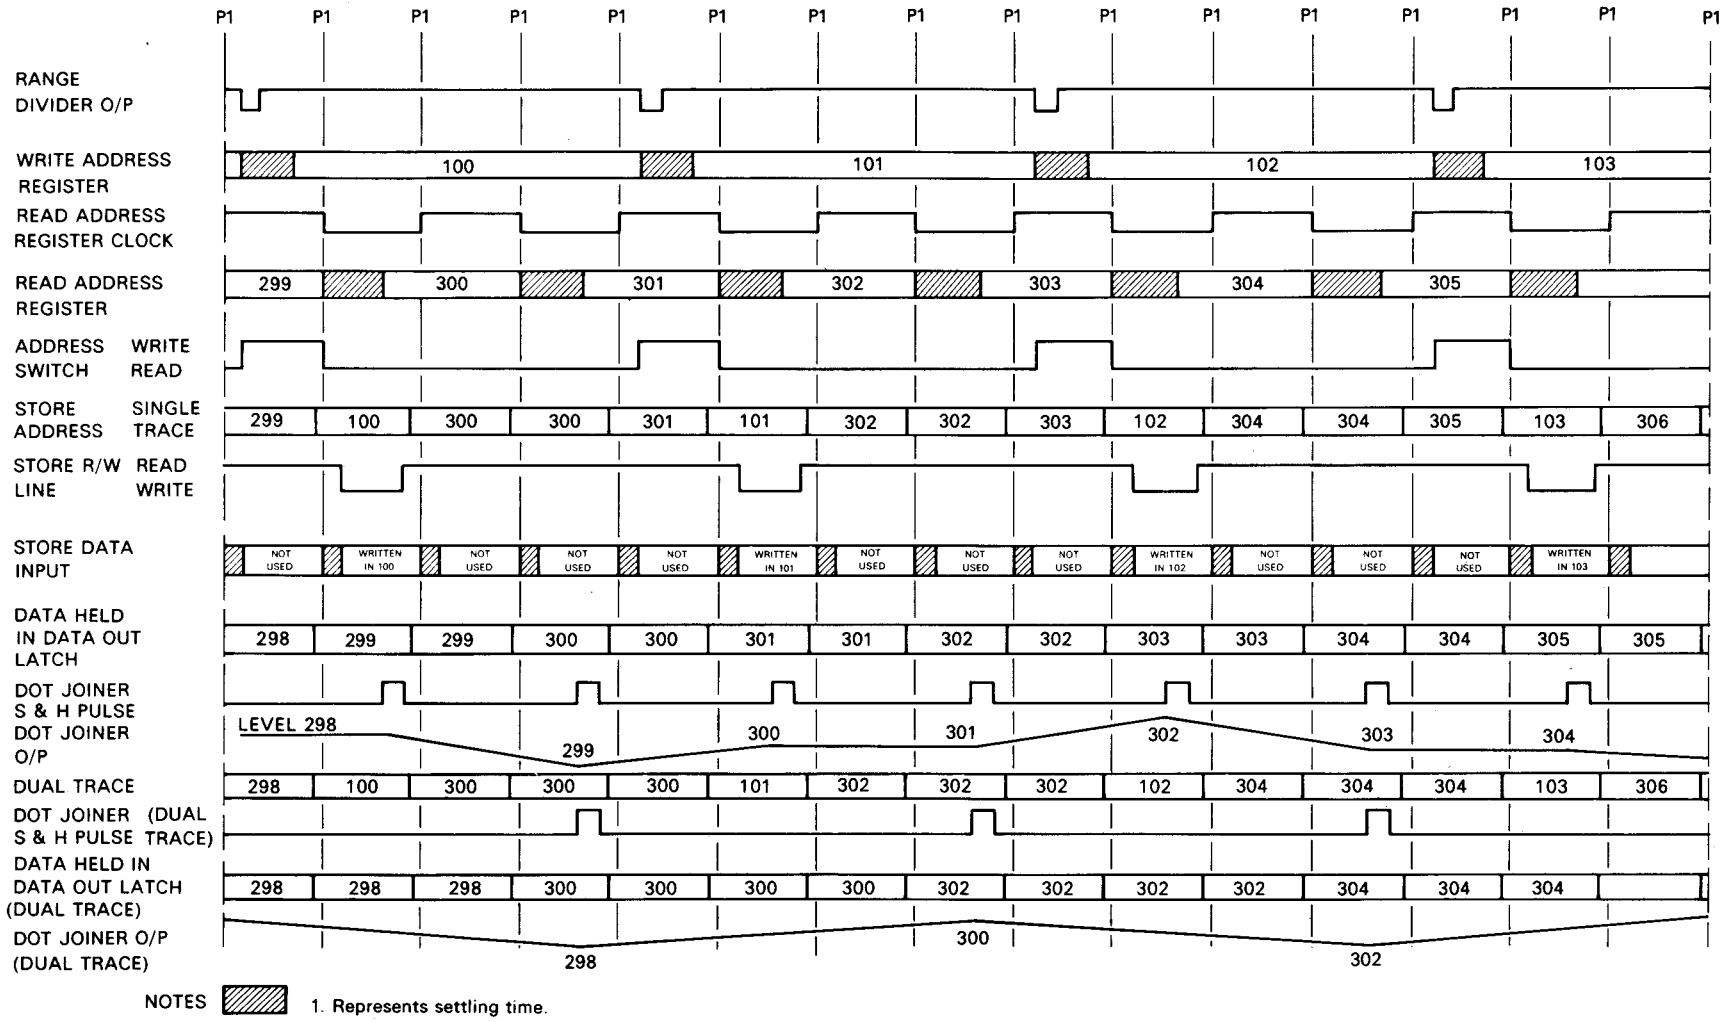 P1 P1 P1 P1 P1 P1 P1 P1 P1 P1 P1 P1 P1 P1 P1 P1
RANGE
DIVIDER O/P
WRITE ADDRESS
REGISTER
100 101 102 103
READ ADDRESS
REGISTER CLOCK
READ ADDRESS
REGISTER
299 300 301 302 303 304 305
ADDRESS WRITE
SWITCH READ
STORE SINGLE
ADDRESS TRACE
299 100 300 300 301 101 302 302 303 102 304 304 305 103 306
STORE R/W READ
LINE WRITE
STORE DATA
INPUT
NOT USED WRITTEN IN 100 NOT USED NOT USED NOT USED WRITTEN IN 101 NOT USED NOT USED NOT USED WRITTEN IN 102 NOT USED NOT USED NOT USED WRITTEN IN 103
DATA HELD
IN DATA OUT
LATCH
298 299 299 300 300 301 301 302 302 303 303 304 304 305 305
DOT JOINER
S & H PULSE
DOT JOINER
O/P
LEVEL 298 299 300 301 302 303 304
DUAL TRACE
298 100 300 300 300 101 302 302 302 102 304 304 304 103 306
DOT JOINER (DUAL
S & H PULSE TRACE)
DATA HELD IN
DATA OUT LATCH
(DUAL TRACE)
298 298 298 300 300 300 300 302 302 302 302 304 304 304
DOT JOINER O/P
(DUAL TRACE)
298 300 302
NOTES 1. Represents settling time.